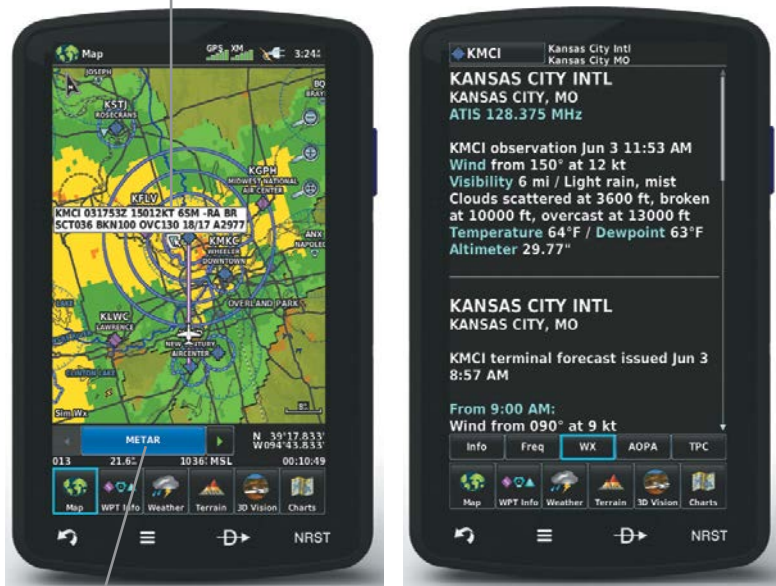 Map
GPS XM
3:24
JOSEPH
KSTJ
ROSECRANS
KGPH
MIDWEST NATIONAL
AIR CENTER
KFLV
KMCI 031753Z 15012KT 6SM -RA BR
SCT036 BKN100 OVC130 18/17 A2977
KMKC
WHEELER
DOWNTOWN
ANX
NAPOLEO
LAKE
OVERLAND PARK
KLWC
LAWRENCE
NEW CENTURY
AIRCENTER
CLINTON LAKE
Sim Wx
METAR
N 39°17.833'
W094°43.833'
013
21.6
1036 MSL
00:10:49
Map
WPT Info
Weather
Terrain
3D Vision
Charts
NRST
KMCI
Kansas City Intl
Kansas City MO
KANSAS CITY INTL
KANSAS CITY, MO
ATIS 128.375 MHz
KMCI observation Jun 3 11:53 AM
Wind from 150° at 12 kt
Visibility 6 mi / Light rain, mist
Clouds scattered at 3600 ft, broken
at 10000 ft, overcast at 13000 ft
Temperature 64°F / Dewpoint 63°F
Altimeter 29.77"
KANSAS CITY INTL
KANSAS CITY, MO
KMCI terminal forecast issued Jun 3
8:57 AM
From 9:00 AM:
Wind from 090° at 9 kt
Info
Freq
WX
AOPA
TPC
Map
WPT Info
Weather
Terrain
3D Vision
Charts
NRST